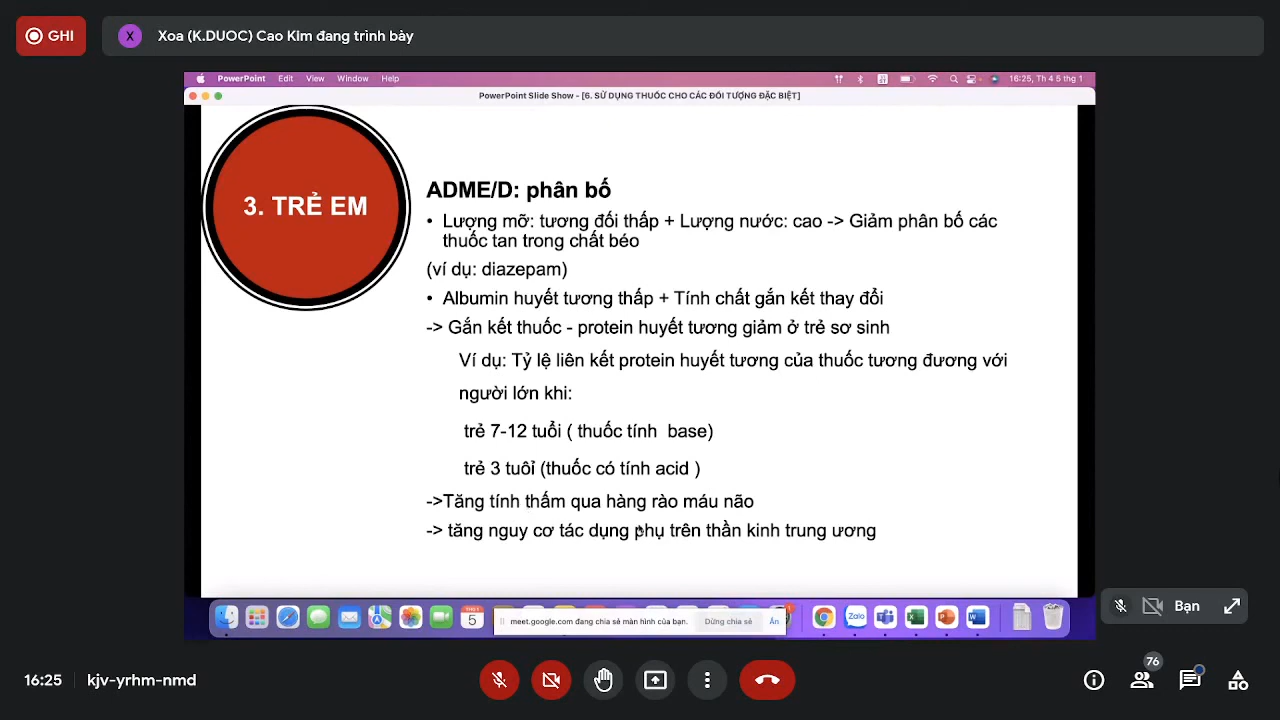 GHI
X
Xoa (K.DUOC) Cao Kim đang trình bày
PowerPoint Edit View Window Help
16:25, Th 4 5 thg 1
PowerPoint Slide Show - [6. SỬ DỤNG THUỐC CHO CÁC ĐỐI TƯỢNG ĐẶC BIỆT]
3. TRẺ EM
ADME/D: phân bố
• Lượng mỡ: tương đối thấp + Lượng nước: cao -> Giảm phân bố các
thuốc tan trong chất béo
(ví dụ: diazepam)
• Albumin huyết tương thấp + Tính chất gắn kết thay đổi
-> Gắn kết thuốc - protein huyết tương giảm ở trẻ sơ sinh
Ví dụ: Tỷ lệ liên kết protein huyết tương của thuốc tương đương với
người lớn khi:
trẻ 7-12 tuổi ( thuốc tính base)
trẻ 3 tuổi (thuốc có tính acid )
->Tăng tính thấm qua hàng rào máu não
-> tăng nguy cơ tác dụng phụ trên thần kinh trung ương
5
meet.google.com đang chia sẻ màn hình của bạn. Dừng chia sẻ Ẩn
Zalo
Bạn
16:25 | kjv-yrhm-nmd
76